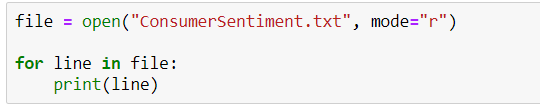 file = open("ConsumerSentiment.txt", mode="r")
for line in file:
    print(line)